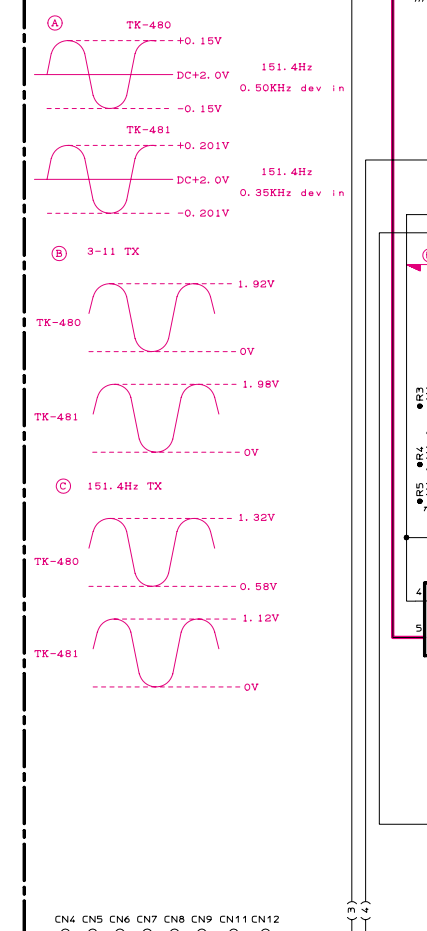 A
TK-480
+0.15V
DC+2.0V
-0.15V
151.4Hz
0.50KHz dev in
TK-481
+0.201V
DC+2.0V
-0.201V
151.4Hz
0.35KHz dev in
B 3-11 TX
TK-480
1.92V
0V
TK-481
1.98V
0V
C 151.4Hz TX
TK-480
1.32V
0.58V
TK-481
1.12V
0V
R3
R4
R5
4
5
3
4
CN4 CN5 CN6 CN7 CN8 CN9 CN11 CN12